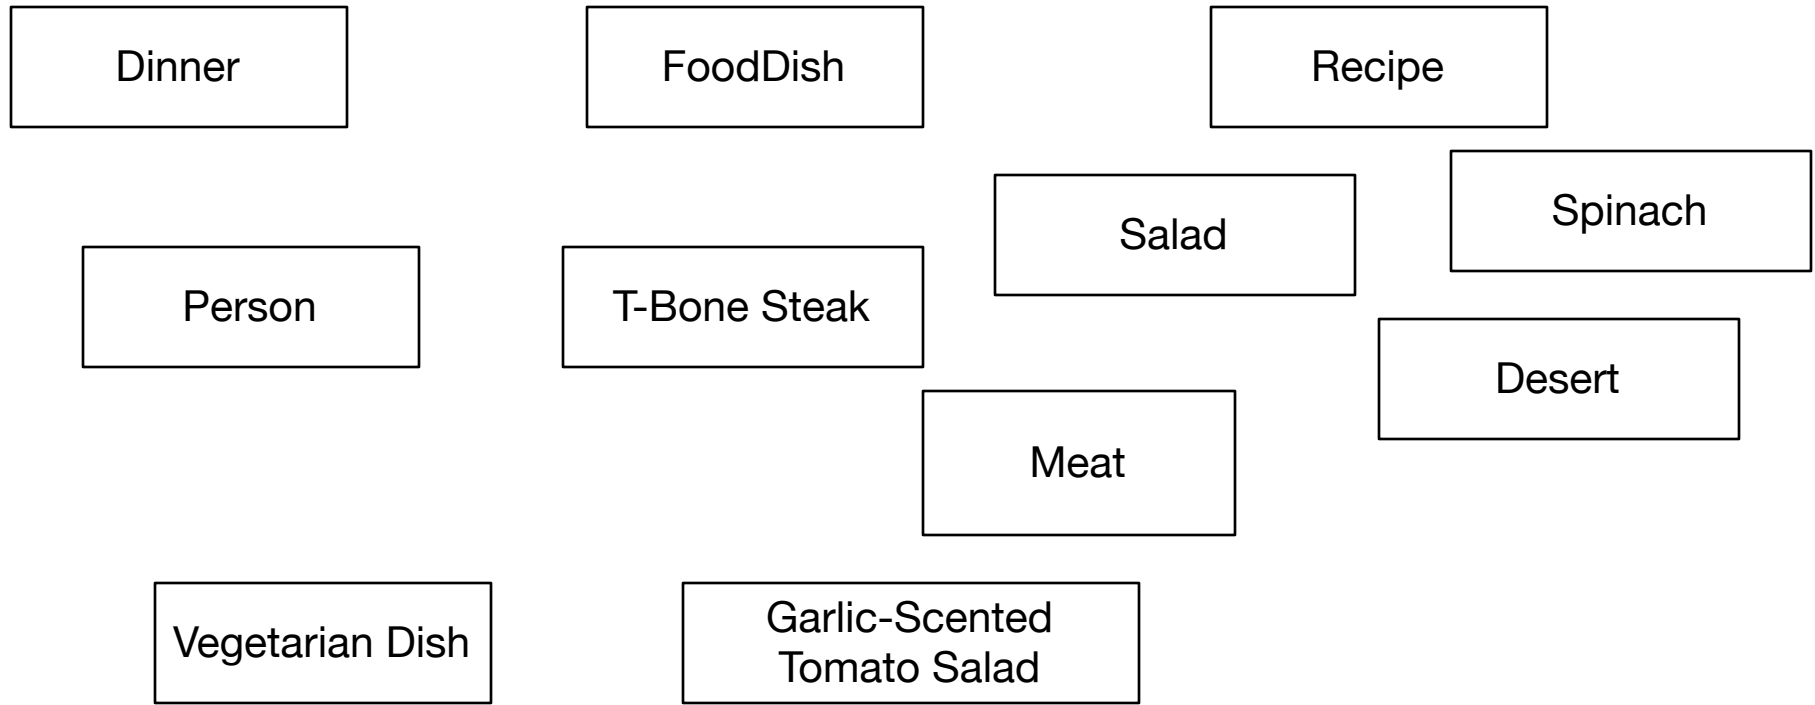 Dinner
FoodDish
Recipe
Spinach
Salad
Person
T-Bone Steak
Desert
Meat
Vegetarian Dish
Garlic-Scented
Tomato Salad